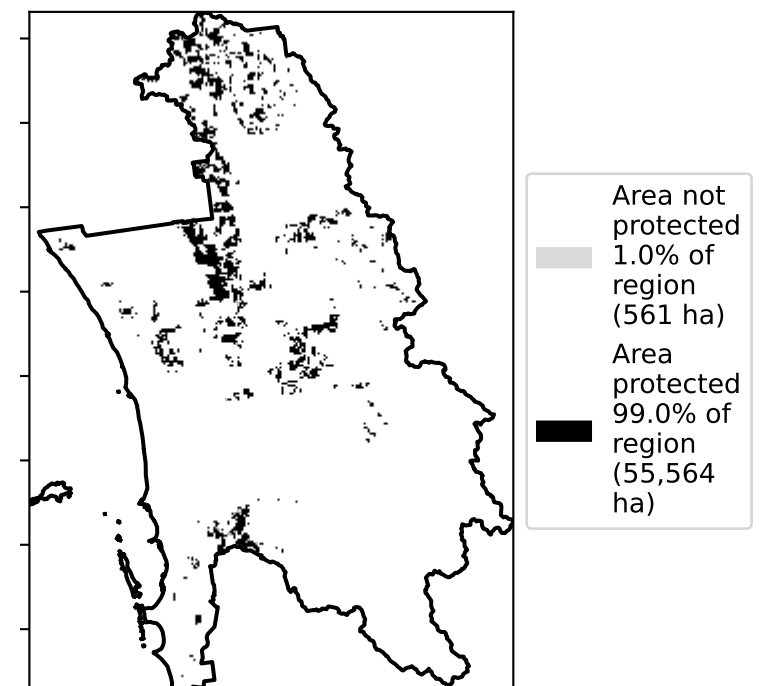 Area not
protected
1.0% of
region
(561 ha)
Area
protected
99.0% of
region
(55,564
ha)